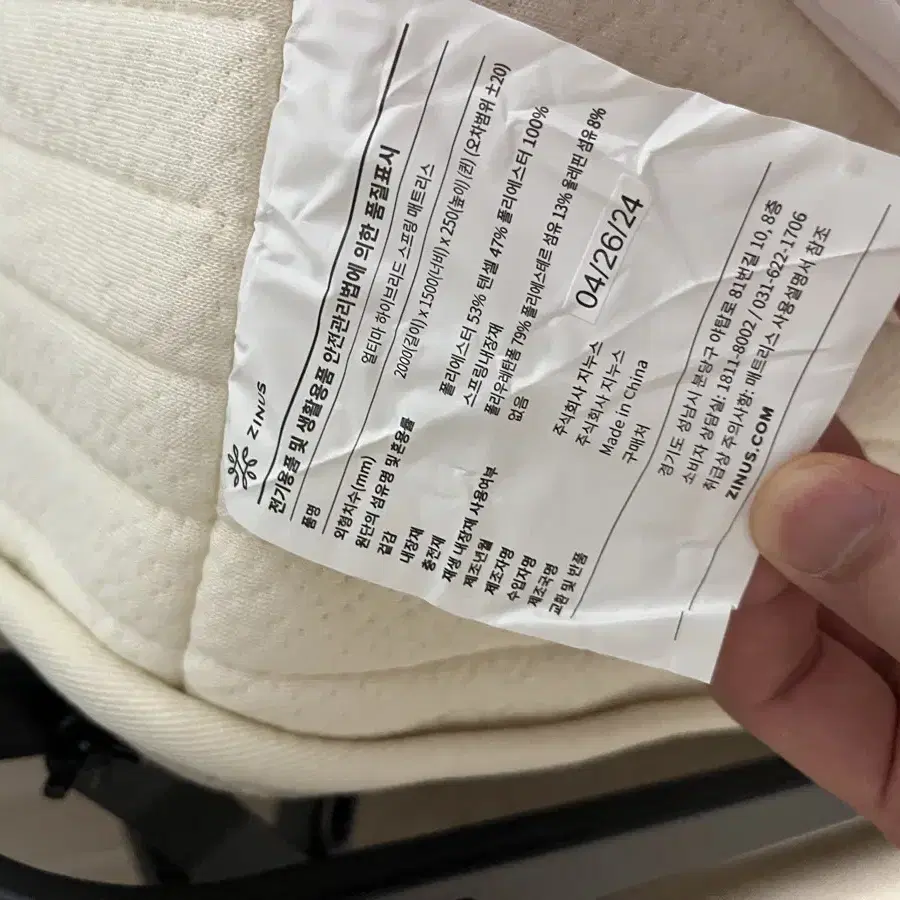 ZINUS
전기용품 및 생활용품 안전관리법에 의한 품질표시
품명 얼티마 하이브리드 스프링 매트리스
외형치수(mm) 2000(길이) x 1500(너비) x 250(높이) (퀸) (오차범위 ±20)
원단의 섬유명 및 혼용률
겉감 폴리에스터 53% 텐셀 47% 폴리에스터 100%
내장재 스프링내장재
충전재 폴리우레탄폼 79% 폴리에스테르 섬유 13% 올레핀 섬유 8%
재생 내장재 사용여부 없음
제조년월 04/26/24
제조자명 주식회사 지누스
수입자명 주식회사 지누스
제조국명 Made in China
교환 및 반품 구매처
경기도 성남시 분당구 야탑로 81번길 10, 8층
소비자 상담실: 1811-8002 / 031-622-1706
취급상 주의사항: 매트리스 사용설명서 참조
ZINUS.COM